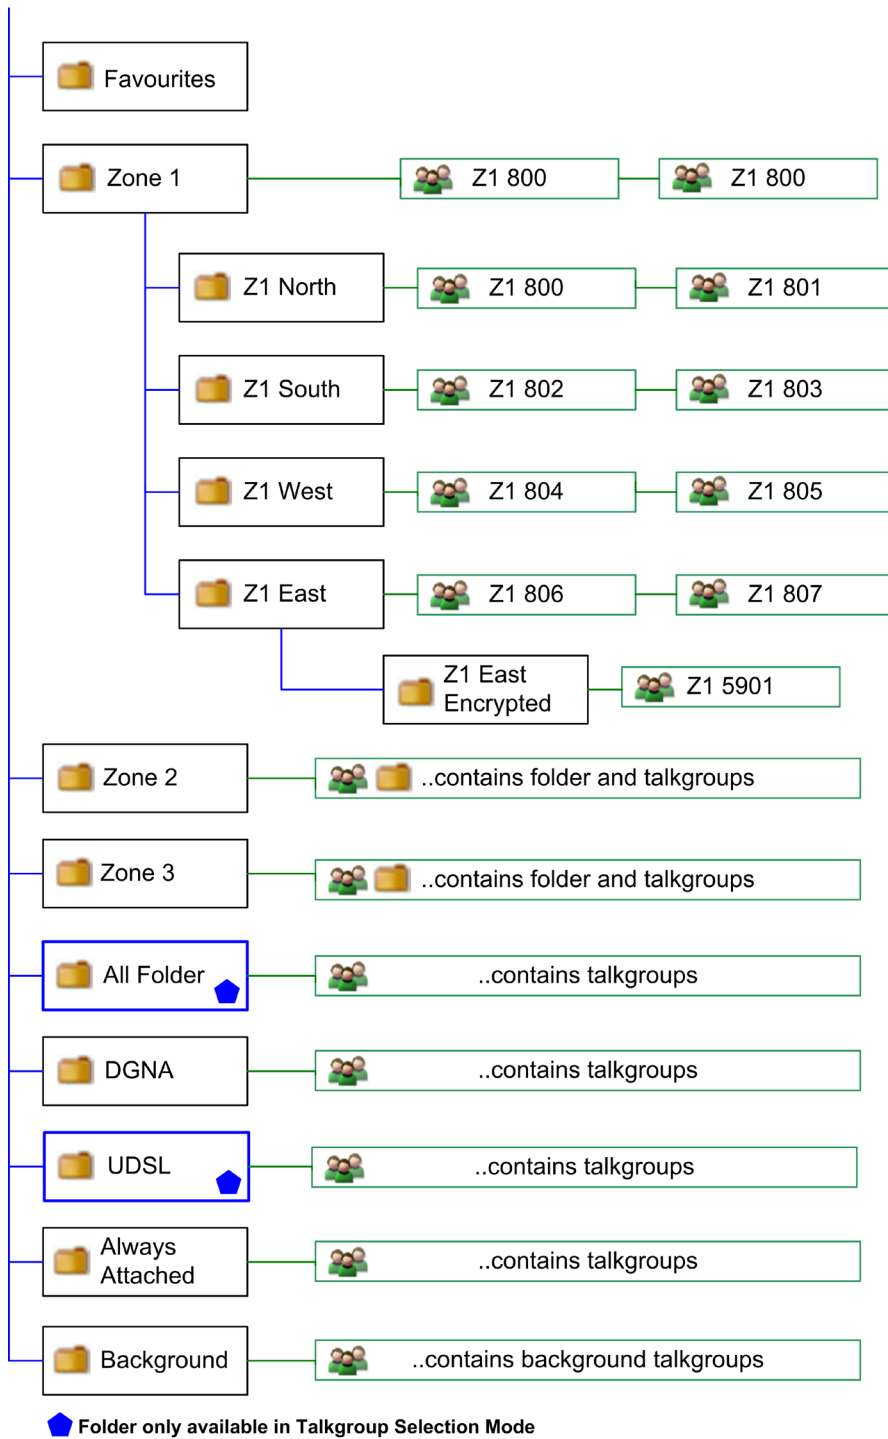 Favourites
Zone 1
Z1 800
Z1 800
Z1 North
Z1 800
Z1 801
Z1 South
Z1 802
Z1 803
Z1 West
Z1 804
Z1 805
Z1 East
Z1 806
Z1 807
Z1 East
Encrypted
Z1 5901
Zone 2
..contains folder and talkgroups
Zone 3
..contains folder and talkgroups
All Folder
..contains talkgroups
DGNA
..contains talkgroups
UDSL
..contains talkgroups
Always
Attached
..contains talkgroups
Background
..contains background talkgroups
Folder only available in Talkgroup Selection Mode